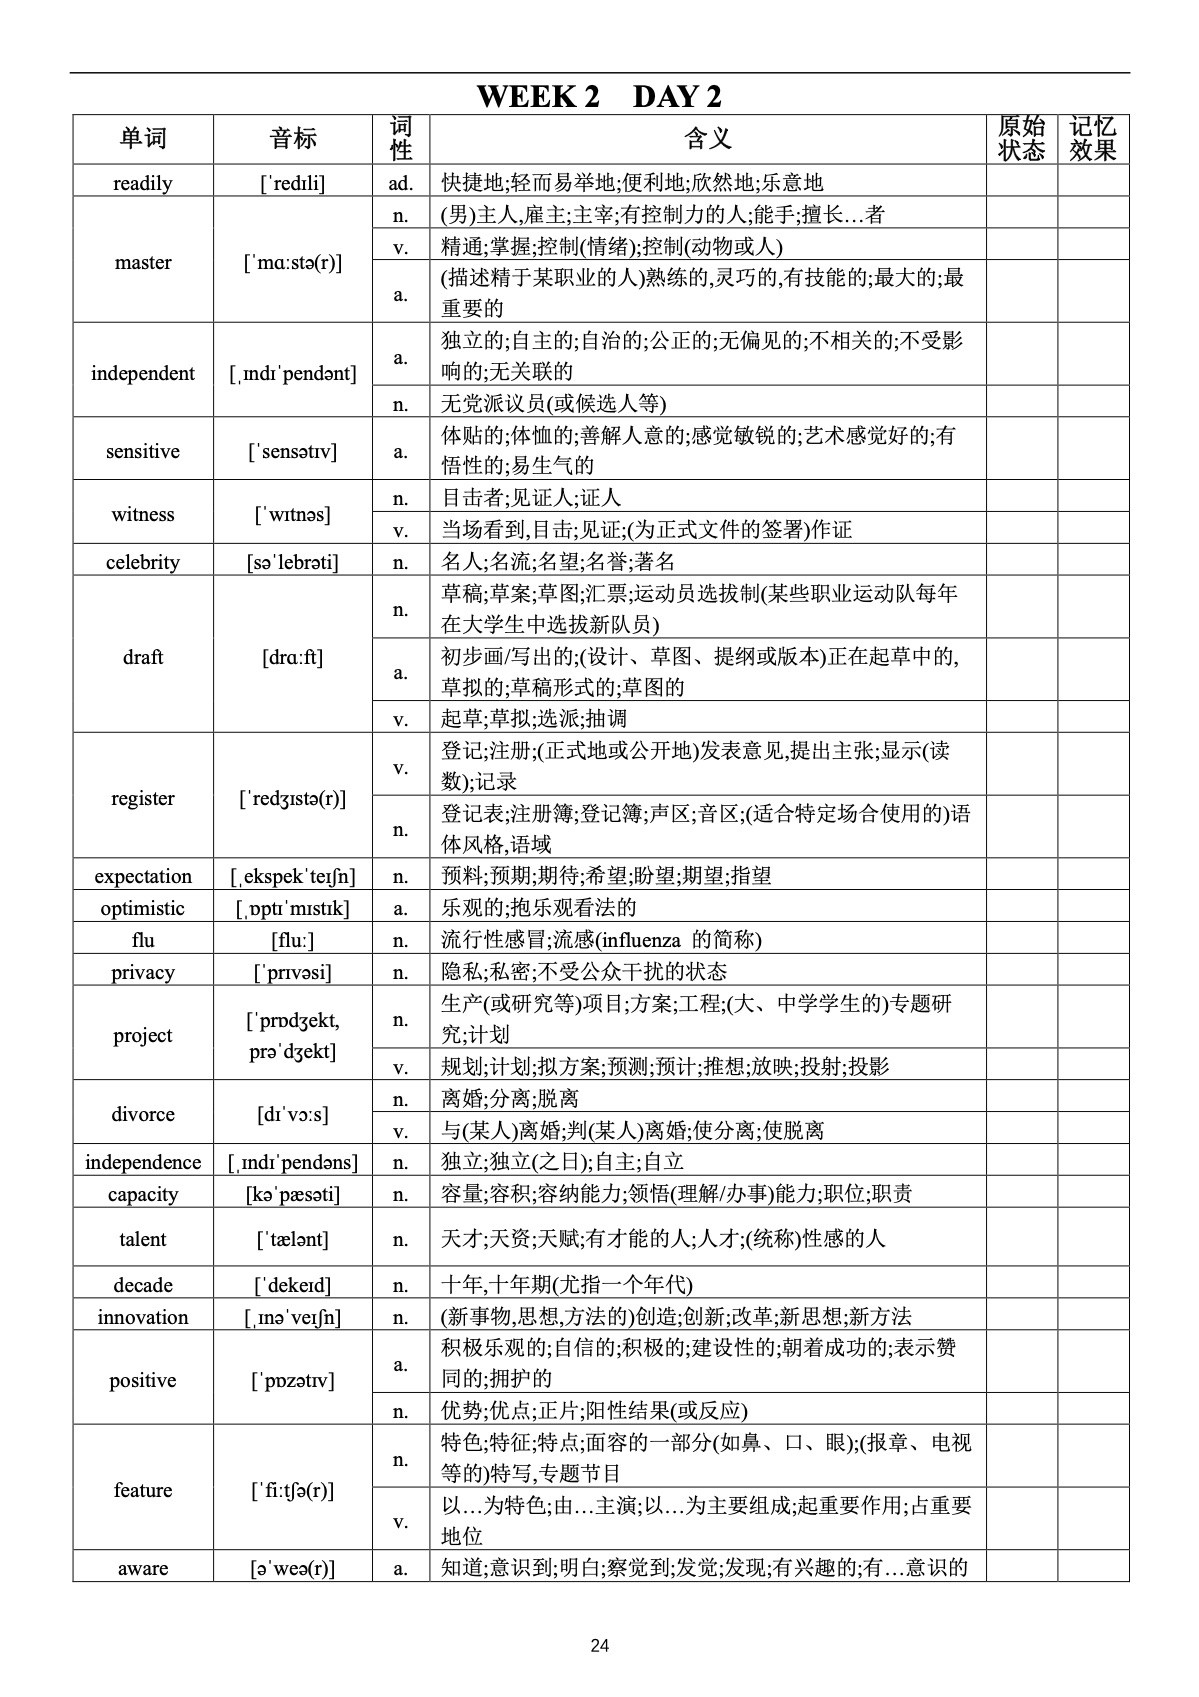 WEEK 2 DAY 2
单词 音标 词性 含义 原始状态 记忆效果
readily [ˈredɪli] ad. 快捷地;轻而易举地;便利地;欣然地;乐意地
n. (男)主人,雇主;主宰;有控制力的人;能手;擅长…者
master [ˈmɑːstə(r)] v. 精通;掌握;控制(情绪);控制(动物或人)
a. (描述精于某职业的人)熟练的,灵巧的,有技能的;最大的;最
重要的
independent [ˌɪndɪˈpendənt] a. 独立的;自主的;自治的;公正的;无偏见的;不相关的;不受影
响的;无关联的
n. 无党派议员(或候选人等)
sensitive [ˈsensətɪv] a. 体贴的;体恤的;善解人意的;感觉敏锐的;艺术感觉好的;有
悟性的;易生气的
witness [ˈwɪtnəs] n. 目击者;见证人;证人
v. 当场看到,目击;见证;(为正式文件的签署)作证
celebrity [səˈlebrəti] n. 名人;名流;名望;名誉;著名
draft [drɑːft] n. 草稿;草案;草图;汇票;运动员选拔制(某些职业运动队每年
在大学生中选拔新队员)
a. 初步画/写出的;(设计、草图、提纲或版本)正在起草中的,
草拟的;草稿形式的;草图的
v. 起草;草拟;选派;抽调
register [ˈredʒɪstə(r)] v. 登记;注册;(正式地或公开地)发表意见,提出主张;显示(读
数);记录
n. 登记表;注册簿;登记簿;声区;音区;(适合特定场合使用的)语
体风格,语域
expectation [ˌekspekˈteɪʃn] n. 预料;预期;期待;希望;盼望;期望;指望
optimistic [ˌɒptɪˈmɪstɪk] a. 乐观的;抱乐观看法的
flu [fluː] n. 流行性感冒;流感(influenza 的简称)
privacy [ˈprɪvəsi] n. 隐私;私密;不受公众干扰的状态
project [ˈprɒdʒekt, prəˈdʒekt] n. 生产(或研究等)项目;方案;工程;(大、中学学生的)专题研
究;计划
v. 规划;计划;拟方案;预测;预计;推想;放映;投射;投影
divorce [dɪˈvɔːs] n. 离婚;分离;脱离
v. 与(某人)离婚;判(某人)离婚;使分离;使脱离
independence [ˌɪndɪˈpendəns] n. 独立;独立(之日);自主;自立
capacity [kəˈpæsəti] n. 容量;容积;容纳能力;领悟(理解/办事)能力;职位;职责
talent [ˈtælənt] n. 天才;天资;天赋;有才能的人;人才;(统称)性感的人
decade [ˈdekeɪd] n. 十年,十年期(尤指一个年代)
innovation [ˌɪnəˈveɪʃn] n. (新事物,思想,方法的)创造;创新;改革;新思想;新方法
positive [ˈpɒzətɪv] a. 积极乐观的;自信的;积极的;建设性的;朝着成功的;表示赞
同的;拥护的
n. 优势;优点;正片;阳性结果(或反应)
feature [ˈfiːtʃə(r)] n. 特色;特征;特点;面容的一部分(如鼻、口、眼);(报章、电视
等的)特写,专题节目
v. 以…为特色;由…主演;以…为主要组成;起重要作用;占重要
地位
aware [əˈweə(r)] a. 知道;意识到;明白;察觉到;发觉;发现;有兴趣的;有…意识的
24